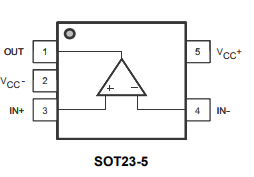 OUT 1 5 VCC+
VCC- 2
+ −
IN+ 3 4 IN-
SOT23-5